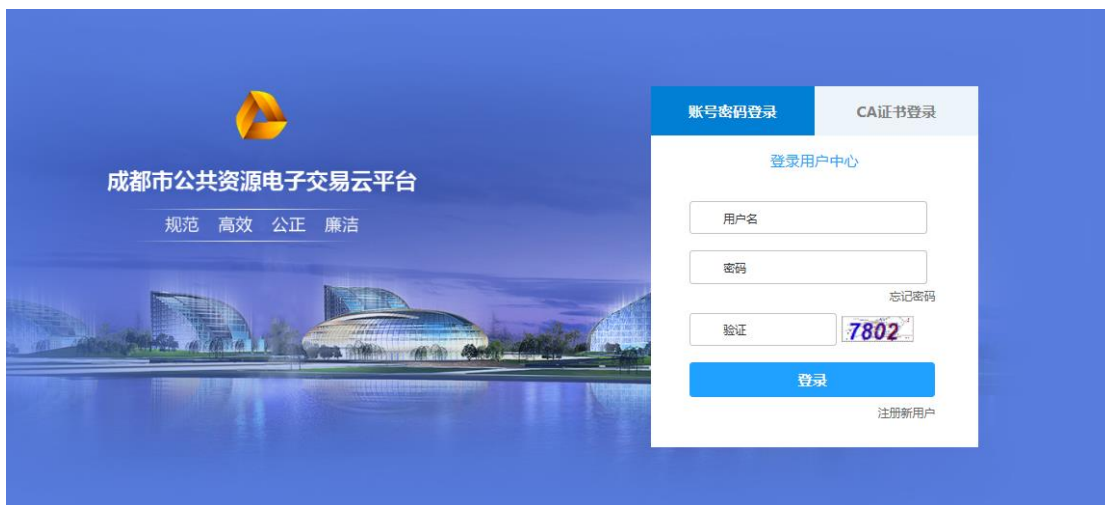 成都市公共资源电子交易云平台
规范 高效 公正 廉洁
账号密码登录 CA证书登录
登录用户中心
用户名
密码
忘记密码
验证 7802
登录
注册新用户